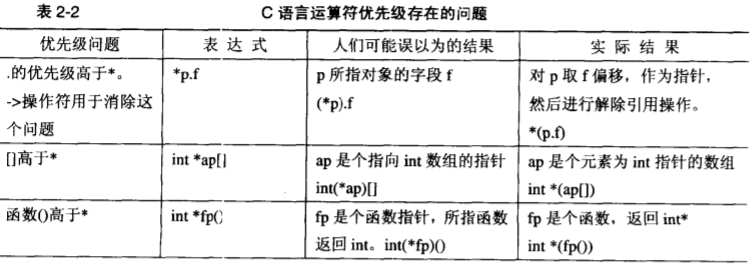 表 2-2 C 语言运算符优先级存在的问题
优先级问题 表达式 人们可能误以为的结果 实际结果
.的优先级高于*。 *p.f p 所指对象的字段 f 对 p 取 f 偏移，作为指针，
->操作符用于消除这 (*p).f 然后进行解除引用操作。
个问题 *(p.f)
[]高于* int *ap[] ap 是个指向 int 数组的指针 ap 是个元素为 int 指针的数组
int(*ap)[] int *(ap[])
函数()高于* int *fp() fp 是个函数指针，所指函数 fp 是个函数，返回 int*
返回 int。int(*fp)() int *(fp())